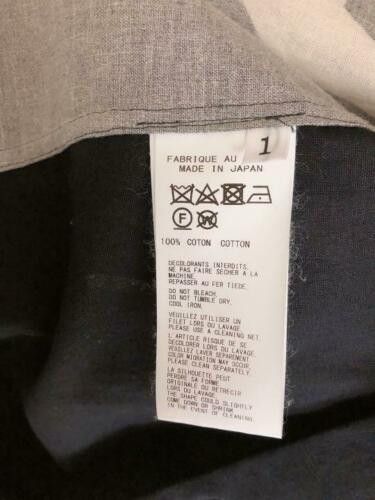 1
FABRIQUE AU
MADE IN JAPAN
F
W
100% COTON COTTON
DECOLORANTS INTERDITS.
NE PAS FAIRE SECHER A LA
MACHINE
REPASSER AU FER TIEDE.
DO NOT BLEACH.
DO NOT TUMBLE DRY.
COOL IRON.
VEUILLEZ UTILISER UN
FILET LORS DU LAVAGE.
PLEASE USE A CLEANING NET.
L'ARTICLE RISQUE DE SE
DECOLORER LORS DU LAVAGE.
VEUILLEZ LAVER SEPAREMENT
COLOR MIGRATION MAY OCCUR.
PLEASE CLEAN SEPARATELY
LA SILHOUETTE PEUT
PERDRE SA FORME
ORIGINALE OU RETRECIR
LORS DU LAVAGE.
THE SHAPE COULD SLIGHTLY
COME DOWN OR SHRINK
IN THE EVENT OF CLEANING.